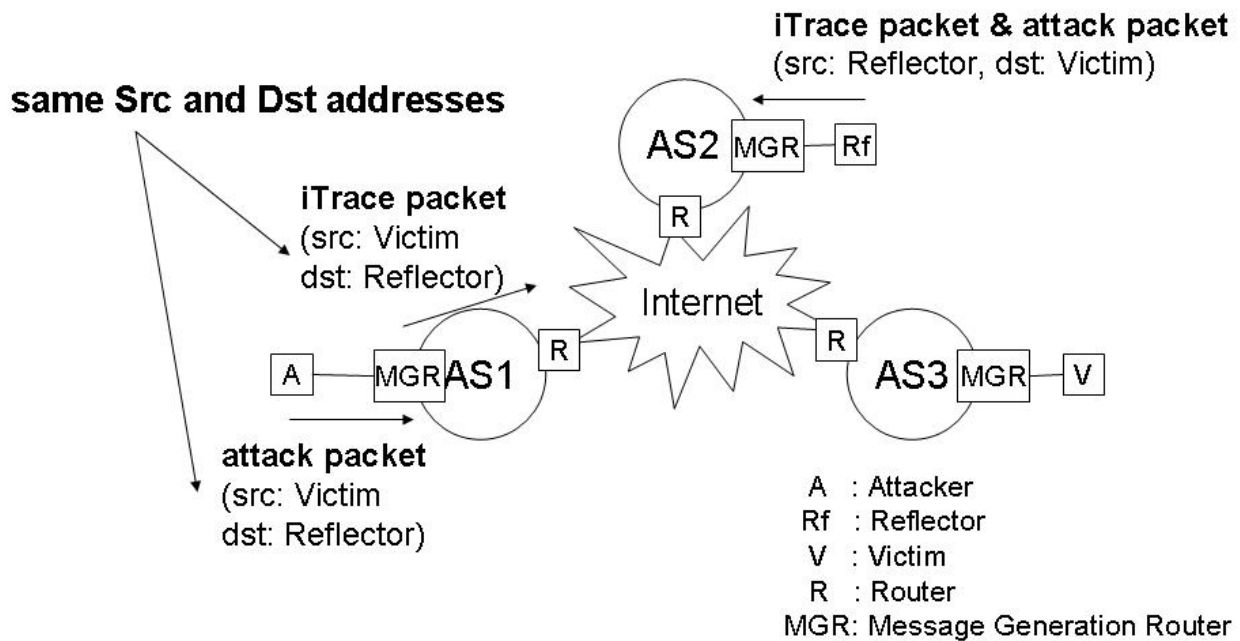 iTrace packet & attack packet
(src: Reflector, dst: Victim)
same Src and Dst addresses
AS2
MGR
Rf
R
iTrace packet
(src: Victim
dst: Reflector)
Internet
A
MGR
AS1
R
R
AS3
MGR
V
attack packet
(src: Victim
dst: Reflector)
A : Attacker
Rf : Reflector
V : Victim
R : Router
MGR: Message Generation Router